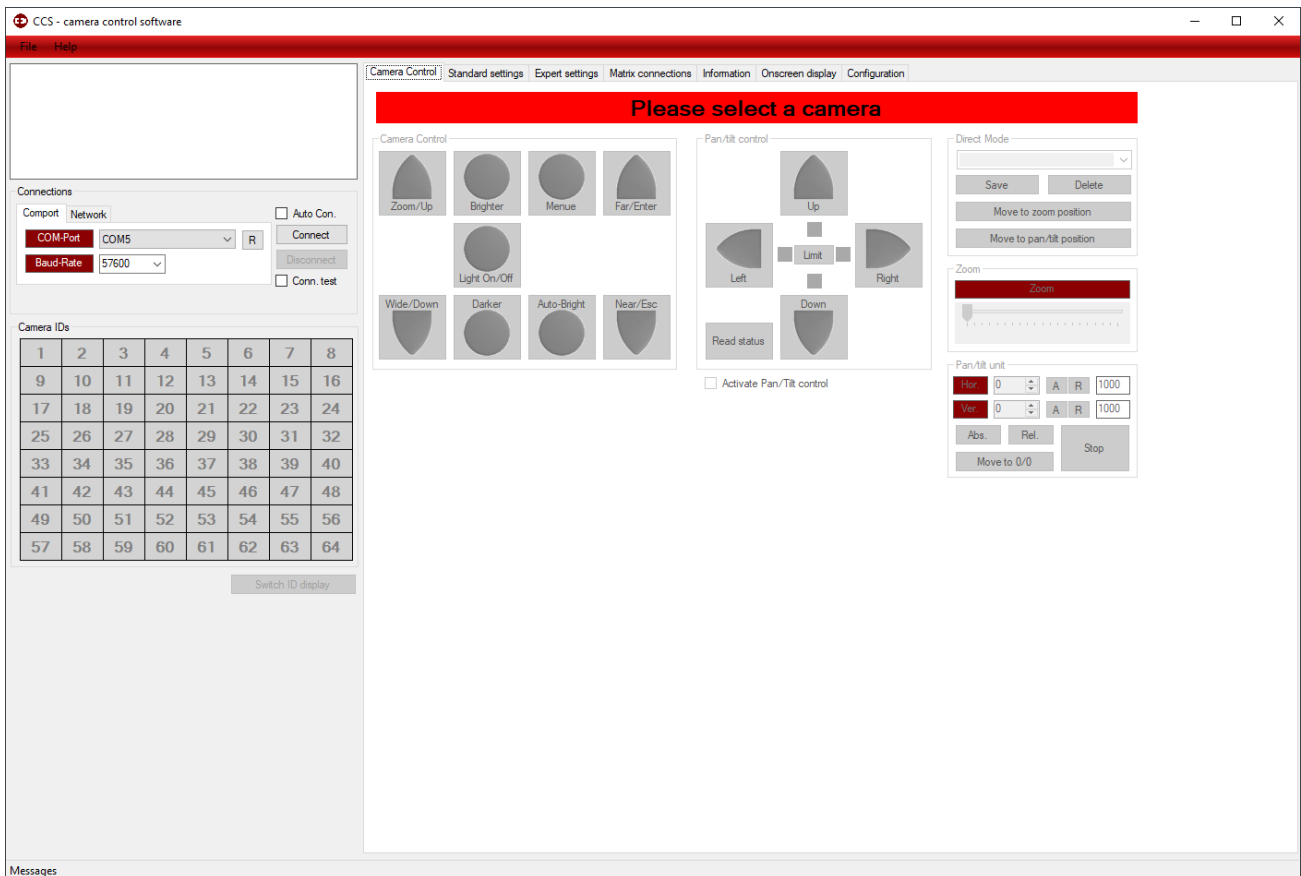 CCS - camera control software
File Help
Camera Control Standard settings Expert settings Matrix connections Information Onscreen display Configuration
Please select a camera
Connections
Comport Network
Auto Con.
COM-Port COM5 R Connect
Baud-Rate 57600 Disconnect
Conn. test
Camera IDs
1 2 3 4 5 6 7 8
9 10 11 12 13 14 15 16
17 18 19 20 21 22 23 24
25 26 27 28 29 30 31 32
33 34 35 36 37 38 39 40
41 42 43 44 45 46 47 48
49 50 51 52 53 54 55 56
57 58 59 60 61 62 63 64
Switch ID display
Camera Control
Zoom/Up Brighter Menue Far/Enter
Light On/Off
Wide/Down Darker Auto-Bright Near/Esc
Pan/tilt control
Up
Left Limit Right
Down
Read status
Activate Pan/Tilt control
Direct Mode
Save Delete
Move to zoom position
Move to pan/tilt position
Zoom
Zoom
Pan/tilt unit
Hor. 0 A R 1000
Ver. 0 A R 1000
Abs. Rel. Stop
Move to 0/0
Messages